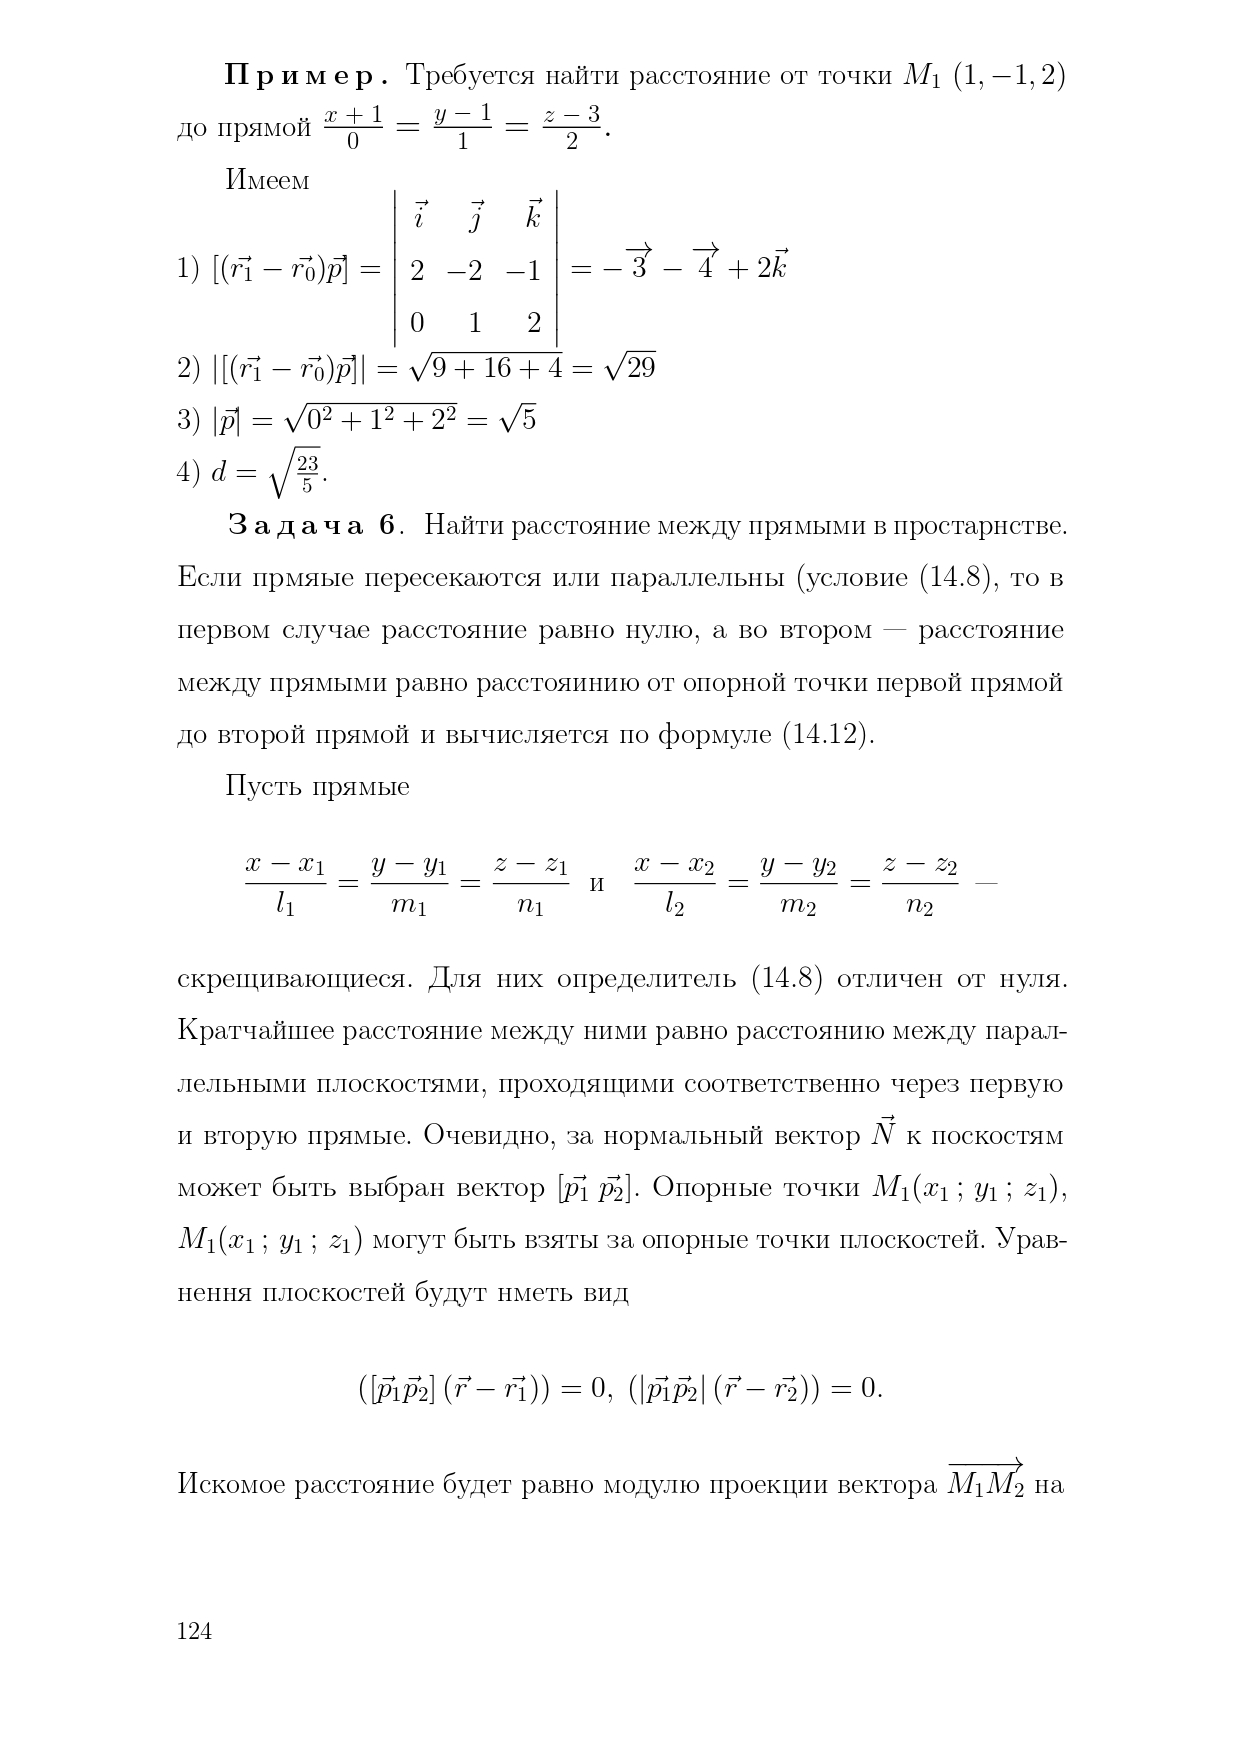 Пример. Требуется найти расстояние от точки $M_1$ $(1, -1, 2)$
до прямой $\frac{x+1}{0} = \frac{y-1}{1} = \frac{z-3}{2}$.
Имеем
1) $[(\vec{r_1} - \vec{r_0})\vec{p}] = \begin{vmatrix} \vec{i} & \vec{j} & \vec{k} \\ 2 & -2 & -1 \\ 0 & 1 & 2 \end{vmatrix} = -\overrightarrow{3} - \overrightarrow{4} + 2\vec{k}$
2) $|[(\vec{r_1} - \vec{r_0})\vec{p}]| = \sqrt{9 + 16 + 4} = \sqrt{29}$
3) $|\vec{p}| = \sqrt{0^2 + 1^2 + 2^2} = \sqrt{5}$
4) $d = \sqrt{\frac{23}{5}}$.
Задача 6. Найти расстояние между прямыми в простарнстве.
Если прмяые пересекаются или параллельны (условие (14.8), то в
первом случае расстояние равно нулю, а во втором — расстояние
между прямыми равно расстояинию от опорной точки первой прямой
до второй прямой и вычисляется по формуле (14.12).
Пусть прямые
$\frac{x - x_1}{l_1} = \frac{y - y_1}{m_1} = \frac{z - z_1}{n_1}$ и $\frac{x - x_2}{l_2} = \frac{y - y_2}{m_2} = \frac{z - z_2}{n_2}$ —
скрещивающиеся. Для них определитель (14.8) отличен от нуля.
Кратчайшее расстояние между ними равно расстоянию между парал-
лельными плоскостями, проходящими соответственно через первую
и вторую прямые. Очевидно, за нормальный вектор $\vec{N}$ к поскостям
может быть выбран вектор $[\vec{p_1}\ \vec{p_2}]$. Опорные точки $M_1(x_1\,;\ y_1\,;\ z_1)$,
$M_1(x_1\,;\ y_1\,;\ z_1)$ могут быть взяты за опорные точки плоскостей. Урав-
нення плоскостей будут нметь вид
$([\vec{p}_1\vec{p}_2]\,(\vec{r} - \vec{r_1})) = 0,\ (|\vec{p}_1\vec{p}_2|\,(\vec{r} - \vec{r_2})) = 0.$
Искомое расстояние будет равно модулю проекции вектора $\overrightarrow{M_1M_2}$ на
124